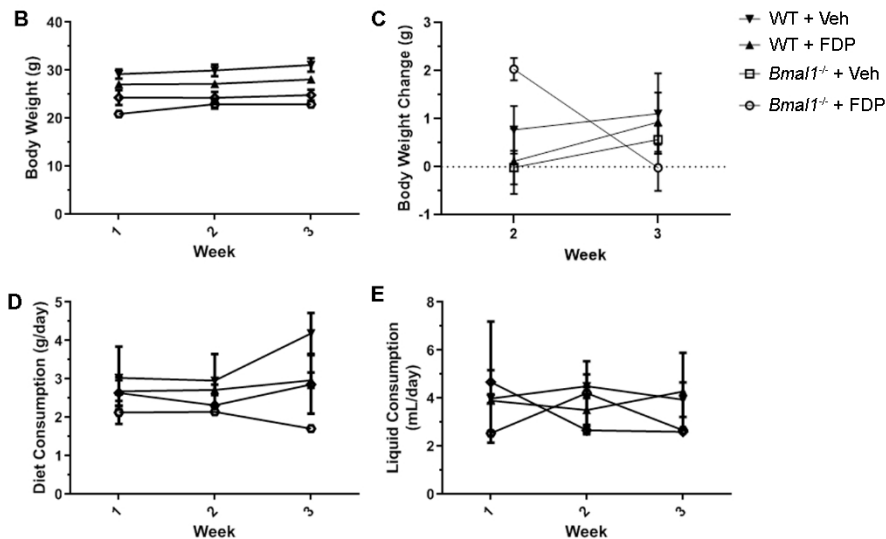 B
Body Weight (g)
40
30
20
10
0
1
2
3
Week
C
Body Weight Change (g)
3
2
1
0
-1
2
3
Week
WT + Veh
WT + FDP
Bmal1-/- + Veh
Bmal1-/- + FDP
D
Diet Consumption (g/day)
5
4
3
2
1
0
1
2
3
Week
E
Liquid Consumption
(mL/day)
8
6
4
2
0
1
2
3
Week